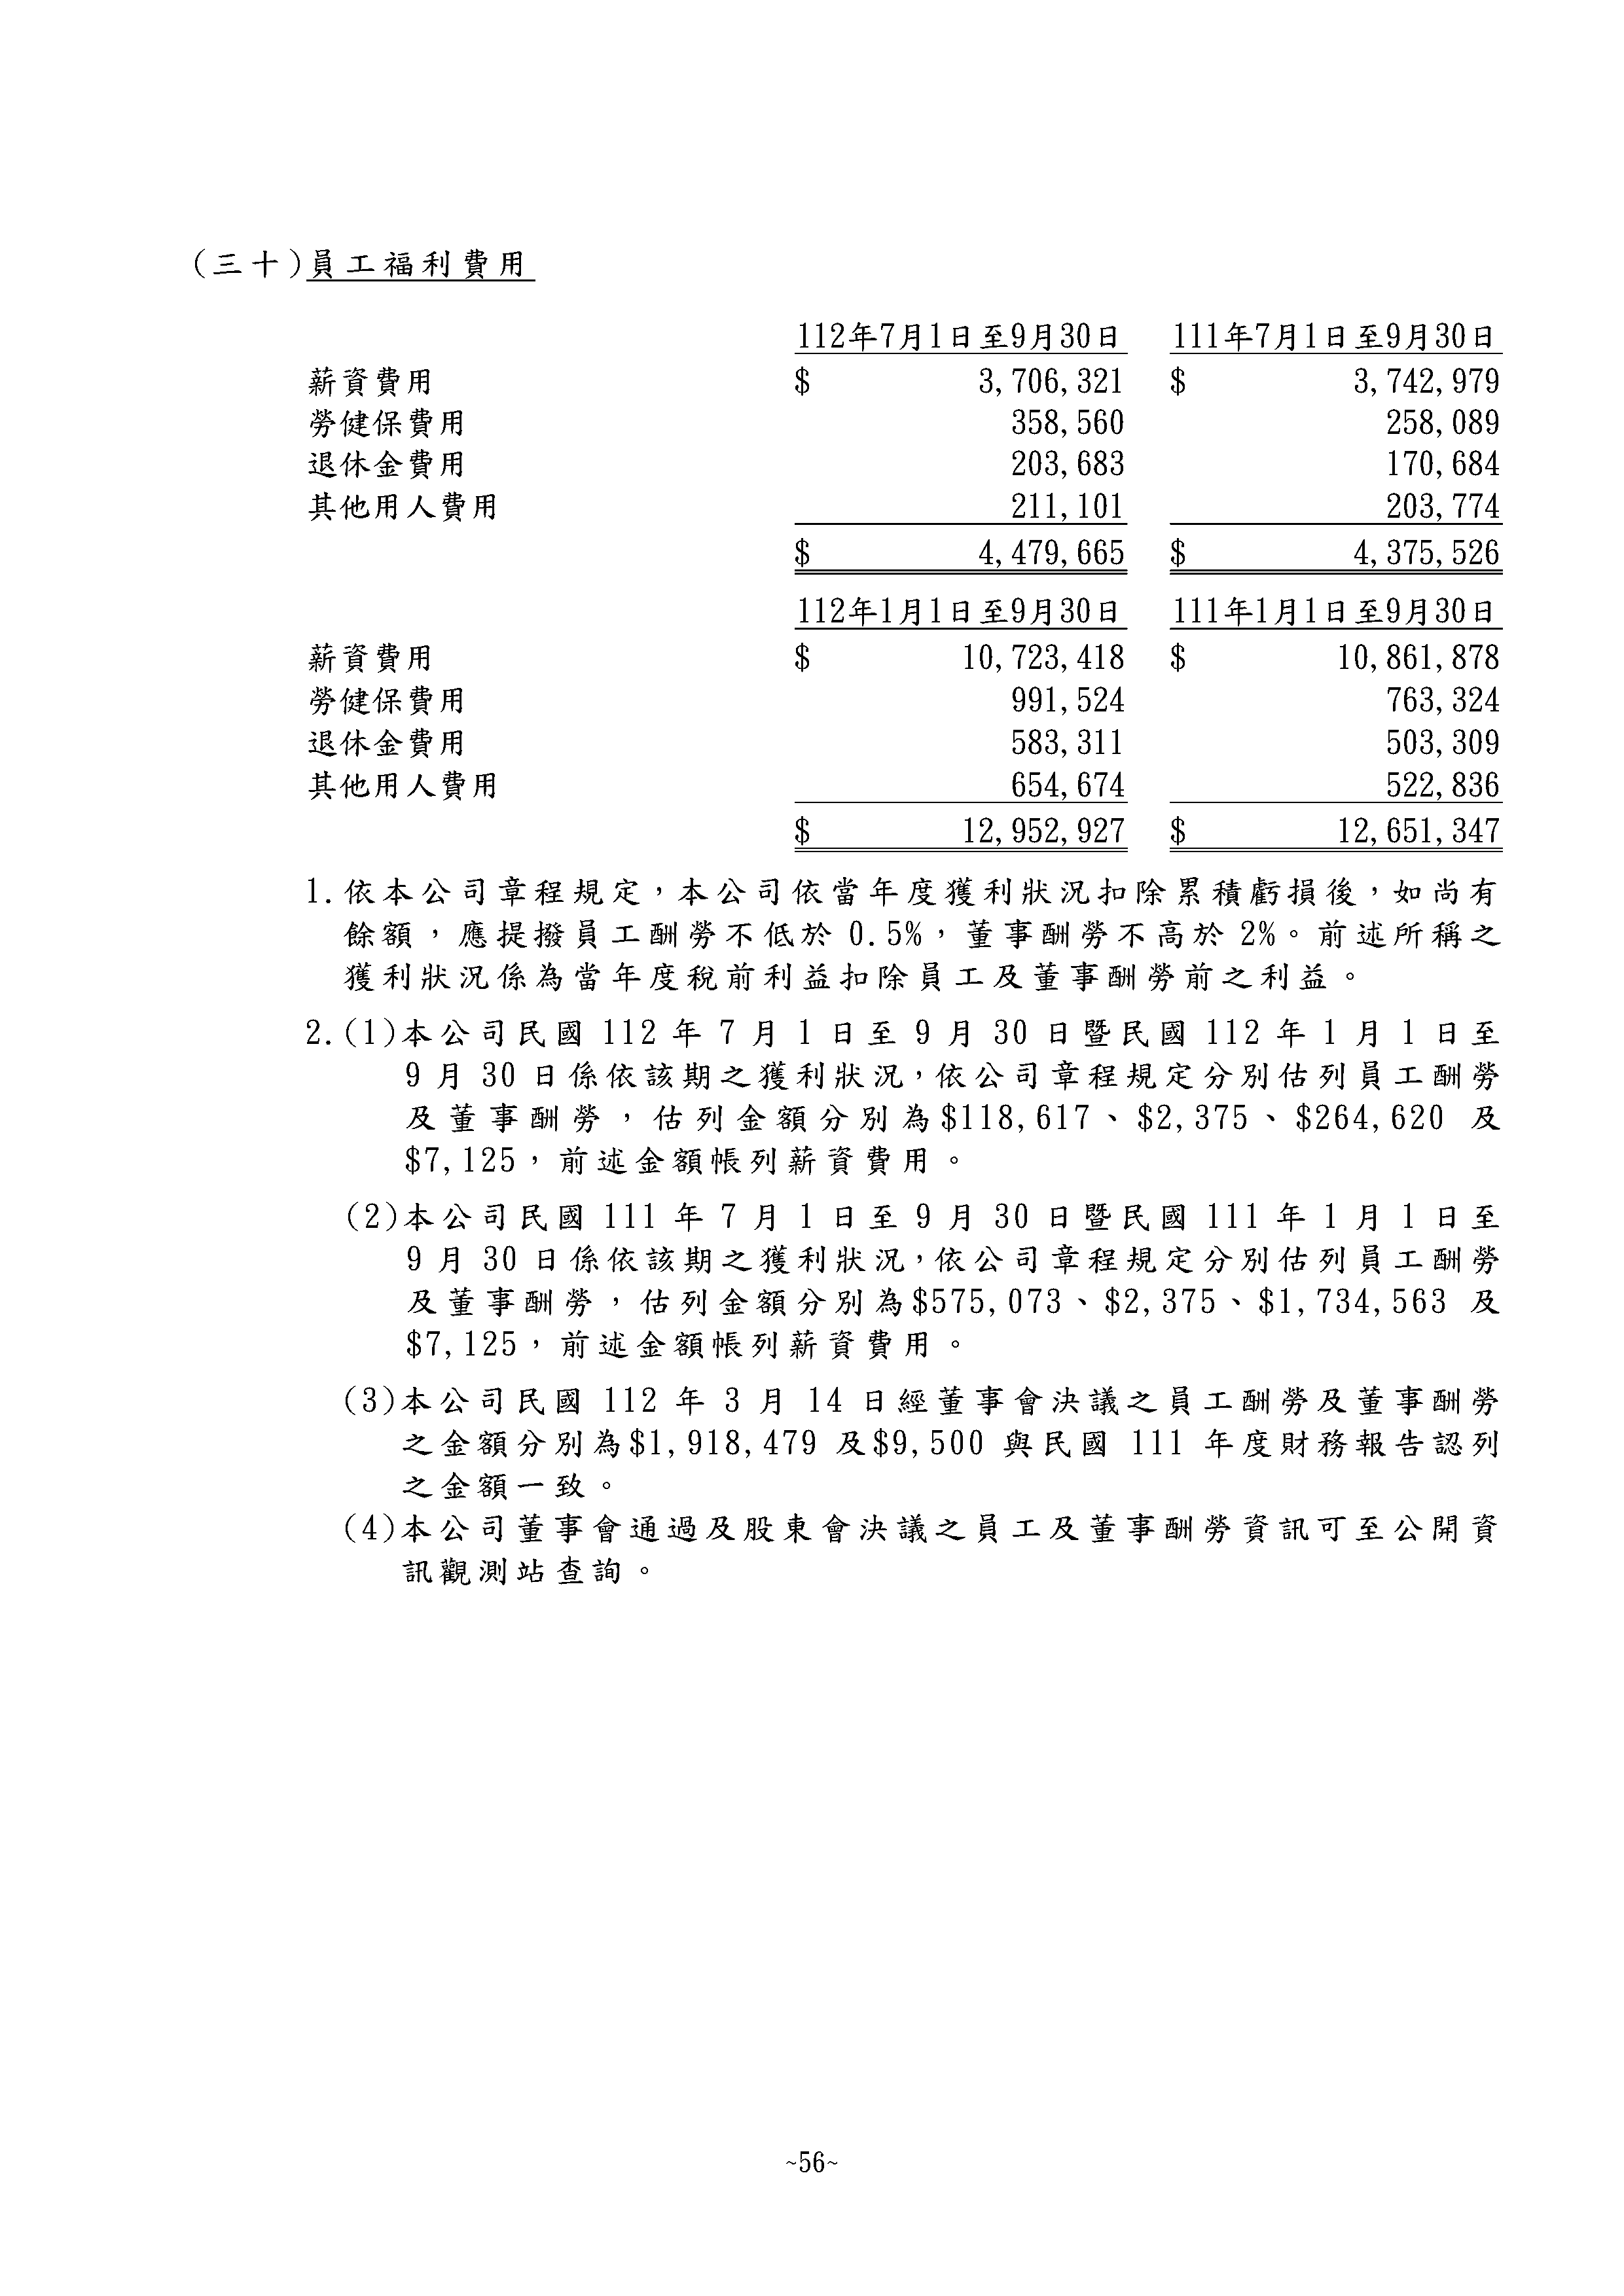 (三十)員工福利費用
112年7月1日至9月30日 111年7月1日至9月30日
薪資費用 $ 3,706,321 $ 3,742,979
勞健保費用 358,560 258,089
退休金費用 203,683 170,684
其他用人費用 211,101 203,774
$ 4,479,665 $ 4,375,526
112年1月1日至9月30日 111年1月1日至9月30日
薪資費用 $ 10,723,418 $ 10,861,878
勞健保費用 991,524 763,324
退休金費用 583,311 503,309
其他用人費用 654,674 522,836
$ 12,952,927 $ 12,651,347
1.依本公司章程規定，本公司依當年度獲利狀況扣除累積虧損後，如尚有
餘額，應提撥員工酬勞不低於 0.5%，董事酬勞不高於 2%。前述所稱之
獲利狀況係為當年度稅前利益扣除員工及董事酬勞前之利益。
2.(1)本公司民國 112 年 7 月 1 日至 9 月 30 日暨民國 112 年 1 月 1 日至
9 月 30 日係依該期之獲利狀況，依公司章程規定分別估列員工酬勞
及董事酬勞，估列金額分別為$118,617、$2,375、$264,620 及
$7,125，前述金額帳列薪資費用。
(2)本公司民國 111 年 7 月 1 日至 9 月 30 日暨民國 111 年 1 月 1 日至
9 月 30 日係依該期之獲利狀況，依公司章程規定分別估列員工酬勞
及董事酬勞，估列金額分別為$575,073、$2,375、$1,734,563 及
$7,125，前述金額帳列薪資費用。
(3)本公司民國 112 年 3 月 14 日經董事會決議之員工酬勞及董事酬勞
之金額分別為$1,918,479 及$9,500 與民國 111 年度財務報告認列
之金額一致。
(4)本公司董事會通過及股東會決議之員工及董事酬勞資訊可至公開資
訊觀測站查詢。
~56~